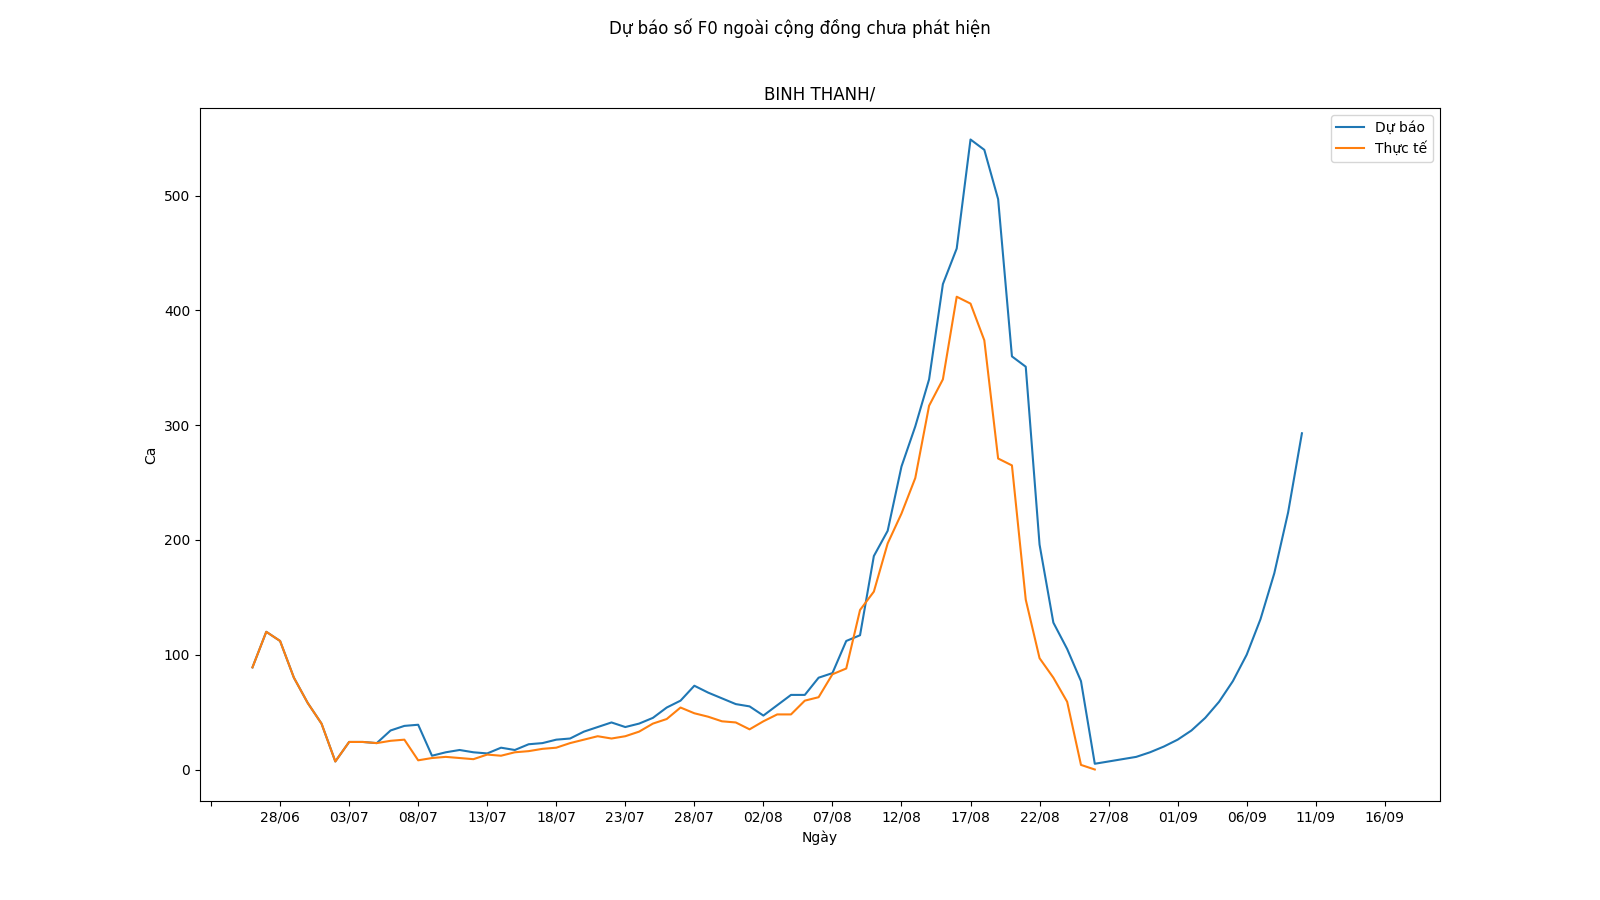 Dự báo số F0 ngoài cộng đồng chưa phát hiện
BINH THANH/
Dự báo
Thực tế
500
400
300
200
100
0
Ca
28/06 03/07 08/07 13/07 18/07 23/07 28/07 02/08 07/08 12/08 17/08 22/08 27/08 01/09 06/09 11/09 16/09
Ngày